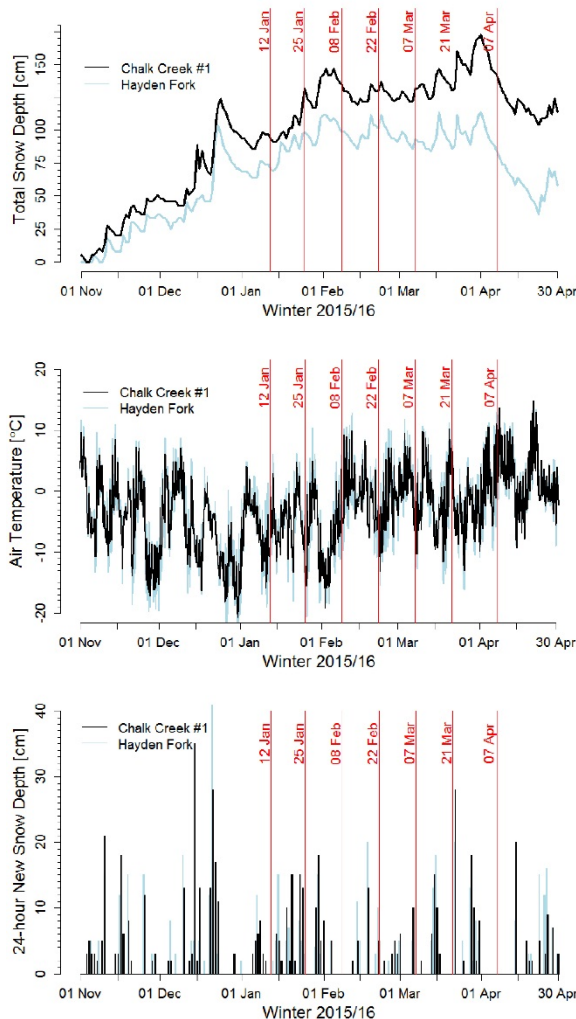 Total Snow Depth [cm]
0 25 50 75 100 150
Chalk Creek #1
Hayden Fork
12 Jan
25 Jan
08 Feb
22 Feb
07 Mar
21 Mar
07 Apr
01 Nov 01 Dec 01 Jan 01 Feb 01 Mar 01 Apr 30 Apr
Winter 2015/16
Air Temperature [°C]
-20 -10 0 10 20
Chalk Creek #1
Hayden Fork
12 Jan
25 Jan
08 Feb
22 Feb
07 Mar
21 Mar
07 Apr
01 Nov 01 Dec 01 Jan 01 Feb 01 Mar 01 Apr 30 Apr
Winter 2015/16
24-hour New Snow Depth [cm]
0 10 20 30 40
Chalk Creek #1
Hayden Fork
12 Jan
25 Jan
08 Feb
22 Feb
07 Mar
21 Mar
07 Apr
01 Nov 01 Dec 01 Jan 01 Feb 01 Mar 01 Apr 30 Apr
Winter 2015/16